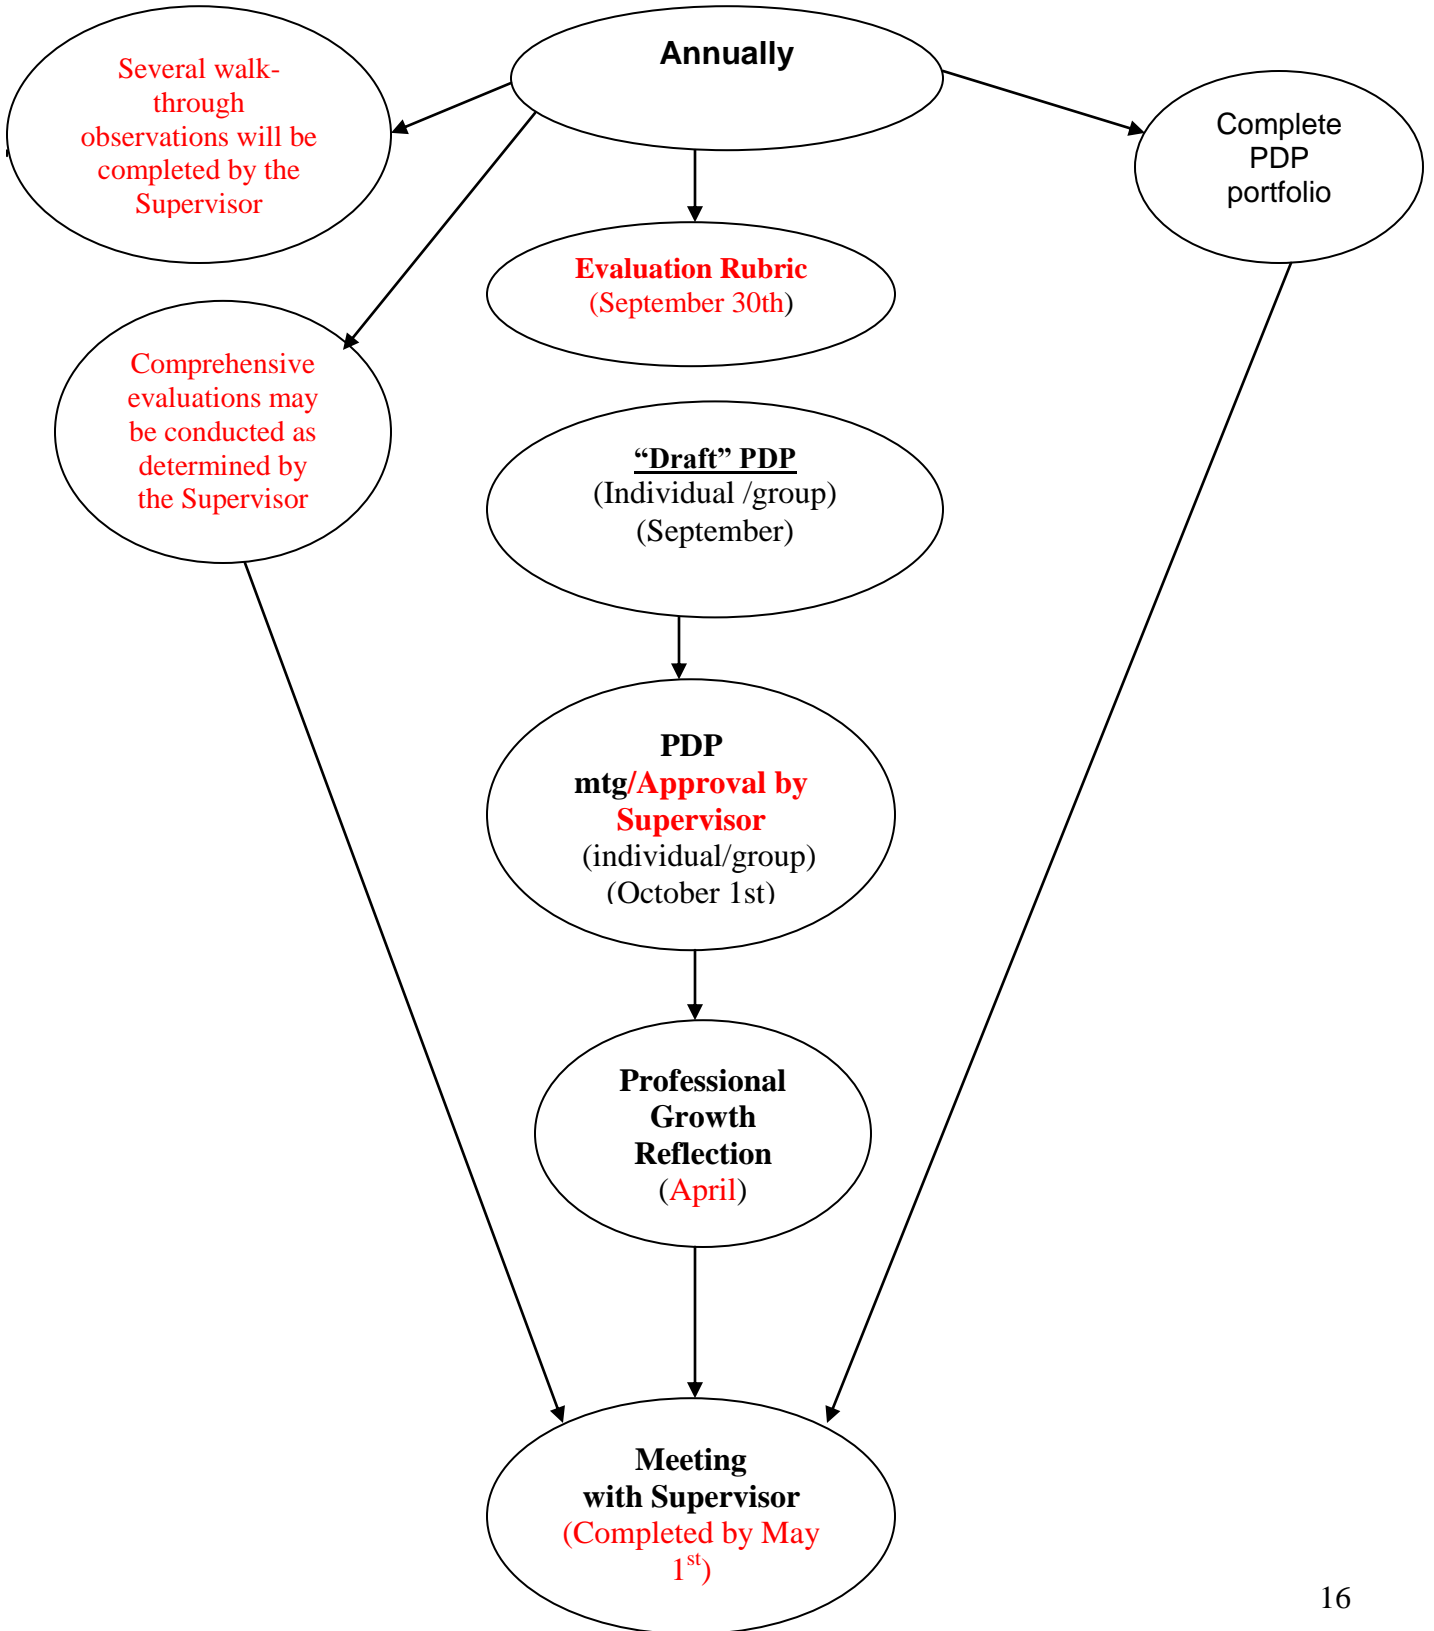 Annually
Several walk-
through
observations will be
completed by the
Supervisor
Complete
PDP
portfolio
Evaluation Rubric
(September 30th)
Comprehensive
evaluations may
be conducted as
determined by
the Supervisor
“Draft” PDP
(Individual /group)
(September)
PDP
mtg/Approval by
Supervisor
(individual/group)
(October 1st)
Professional
Growth
Reflection
(April)
Meeting
with Supervisor
(Completed by May
1st)
16